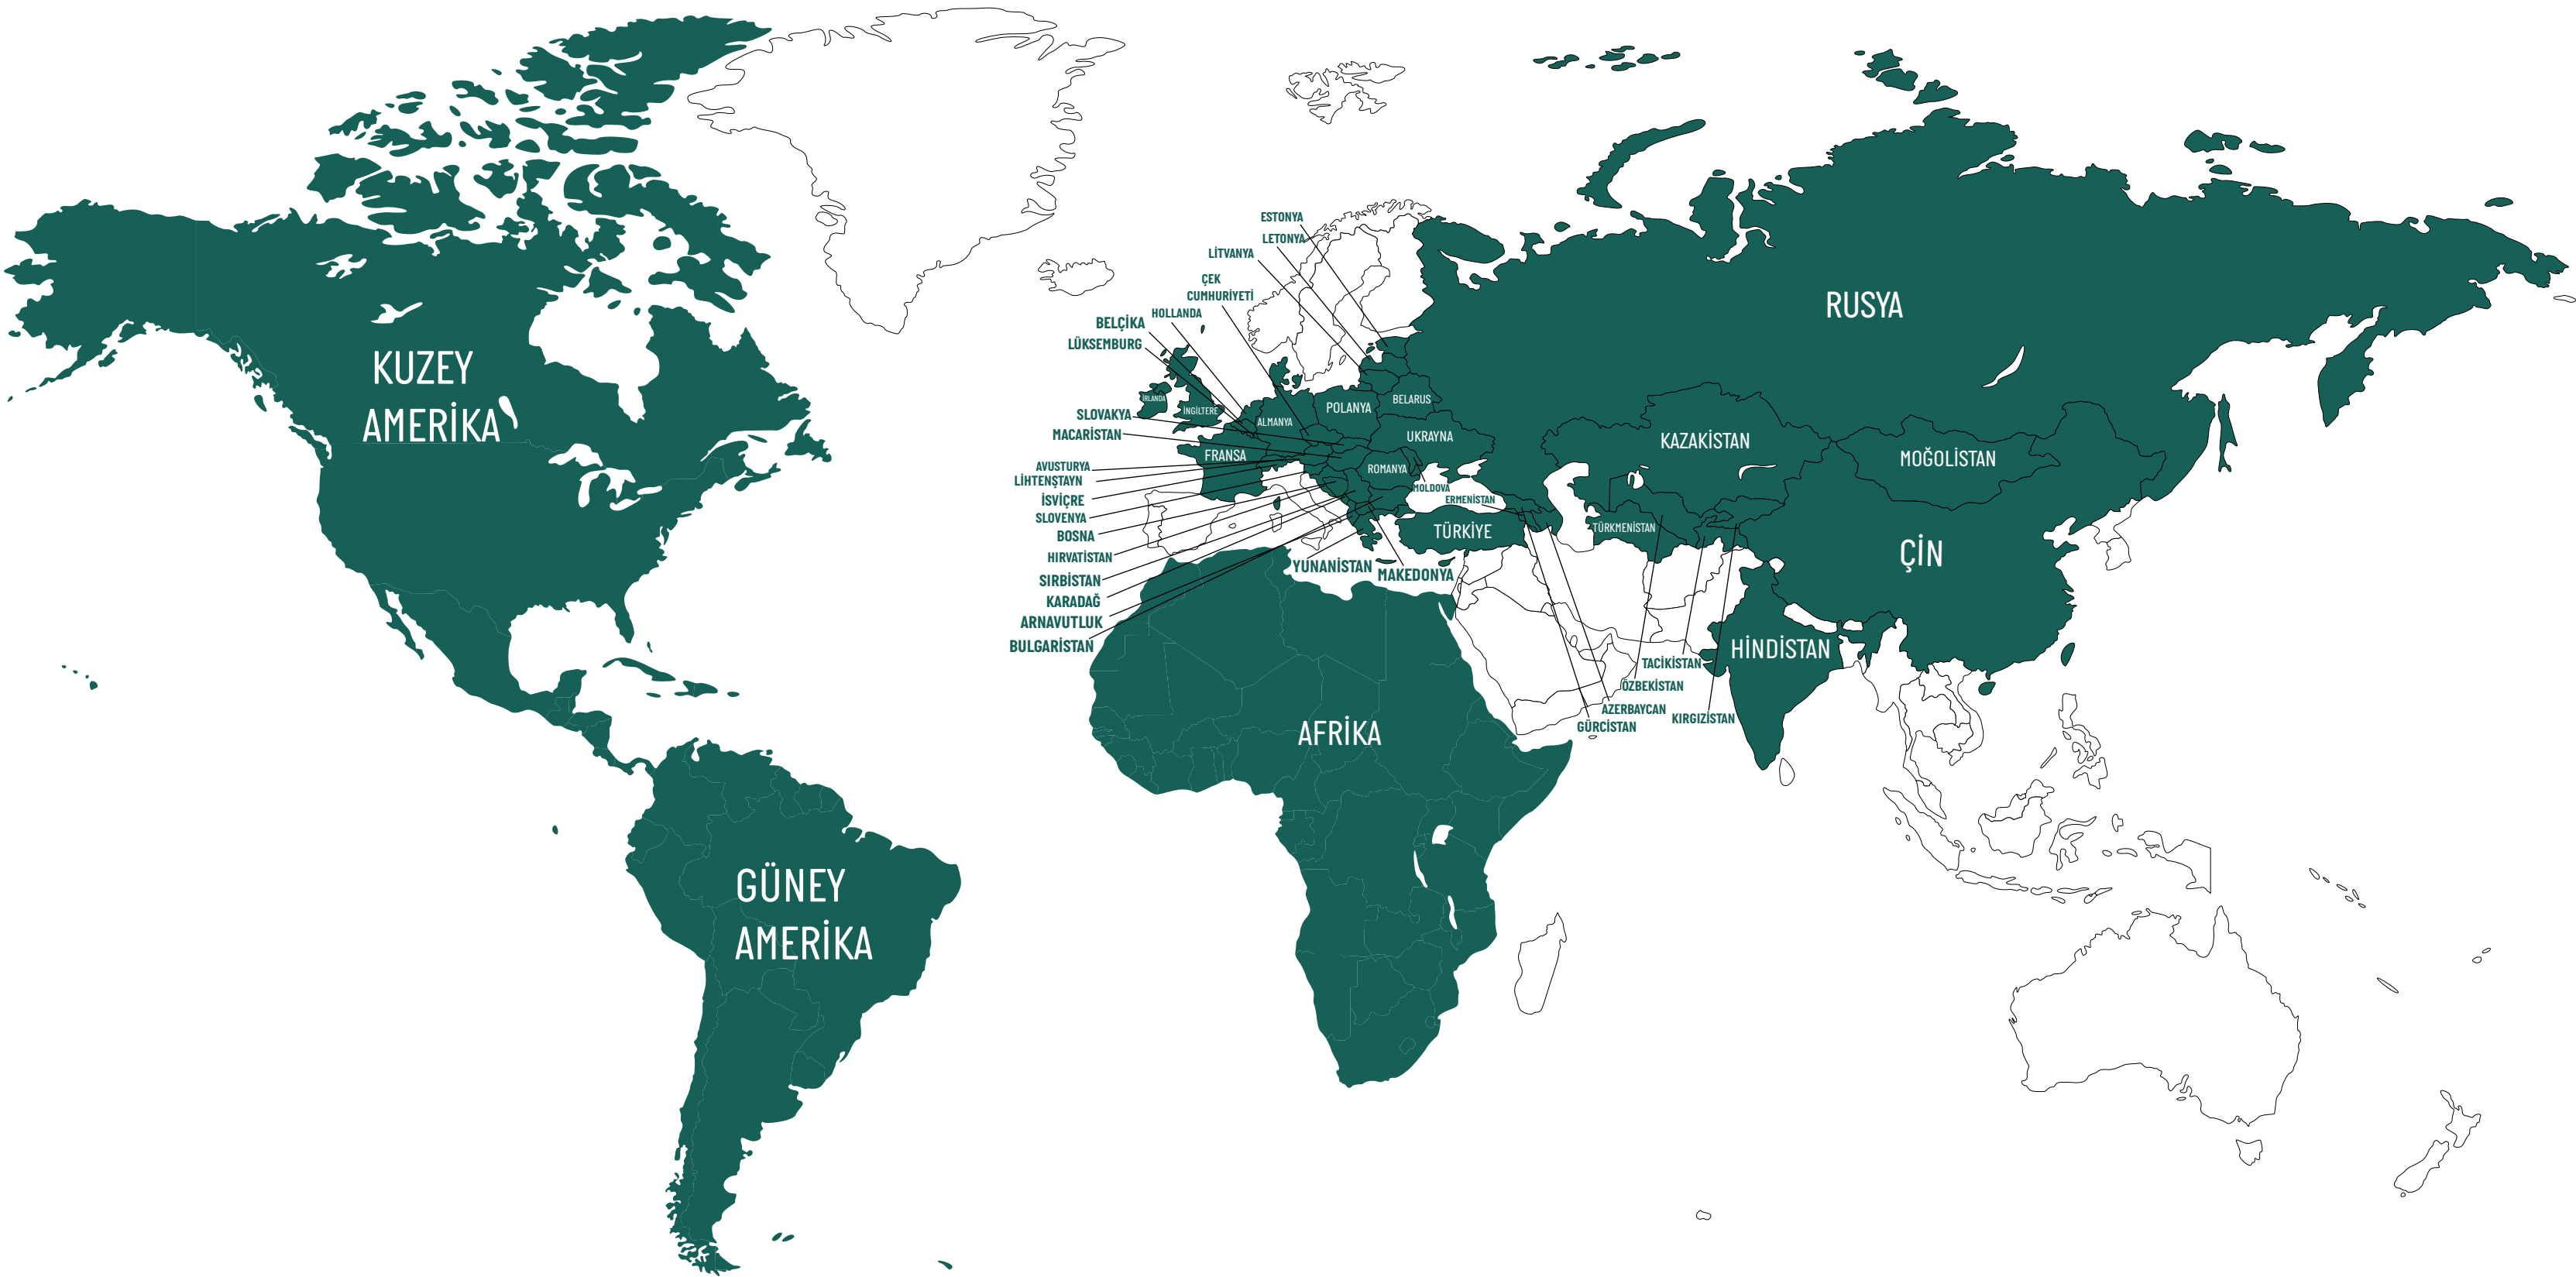 ESTONYA
LETONYA
LİTVANYA
ÇEK
CUMHURİYETİ
HOLLANDA
BELÇİKA
LÜKSEMBURG
RUSYA
KUZEY
AMERİKA
İRLANDA
İNGİLTERE
ALMANYA
POLANYA
BELARUS
SLOVAKYA
MACARİSTAN
UKRAYNA
KAZAKİSTAN
MOĞOLİSTAN
FRANSA
ROMANYA
AVUSTURYA
LİHTENŞTAYN
MOLDOVA
İSVİÇRE
ERMENİSTAN
SLOVENYA
BOSNA
TÜRKİYE
TÜRKMENİSTAN
ÇİN
HIRVATİSTAN
YUNANİSTAN
MAKEDONYA
SIRBİSTAN
KARADAĞ
ARNAVUTLUK
BULGARİSTAN
HİNDİSTAN
TACİKİSTAN
ÖZBEKİSTAN
AZERBAYCAN
KIRGIZİSTAN
GÜRCİSTAN
AFRİKA
GÜNEY
AMERİKA